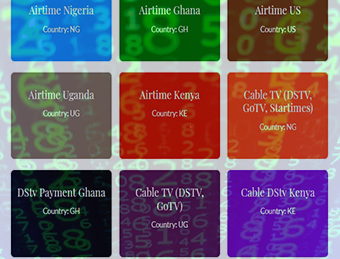 Airtime Nigeria
Country: NG
Airtime Ghana
Country: GH
Airtime US
Country: US
Airtime Uganda
Country: UG
Airtime Kenya
Country: KE
Cable TV (DSTV,
GoTV, Startimes)
Country: NG
DStv Payment Ghana
Country: GH
Cable TV (DSTV,
GoTV)
Country: UG
Cable DStv Kenya
Country: KE